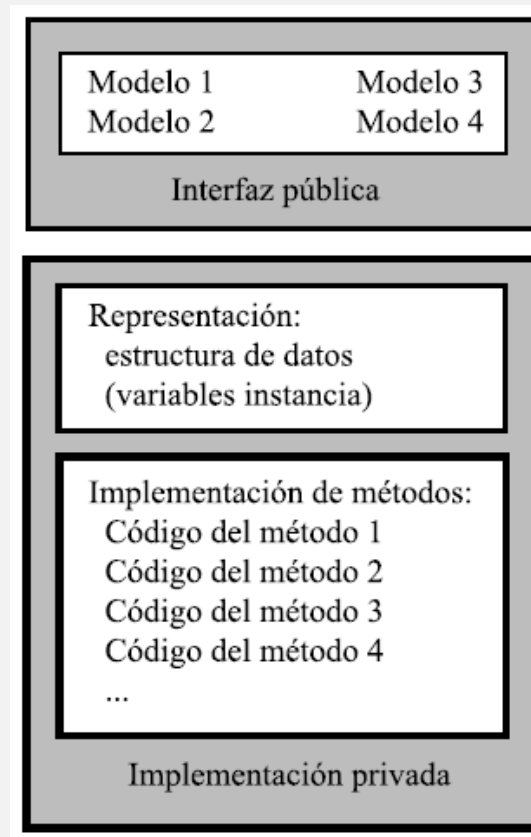 Modelo 1 Modelo 3
Modelo 2 Modelo 4
Interfaz pública
Representación:
estructura de datos
(variables instancia)
Implementación de métodos:
Código del método 1
Código del método 2
Código del método 3
Código del método 4
...
Implementación privada